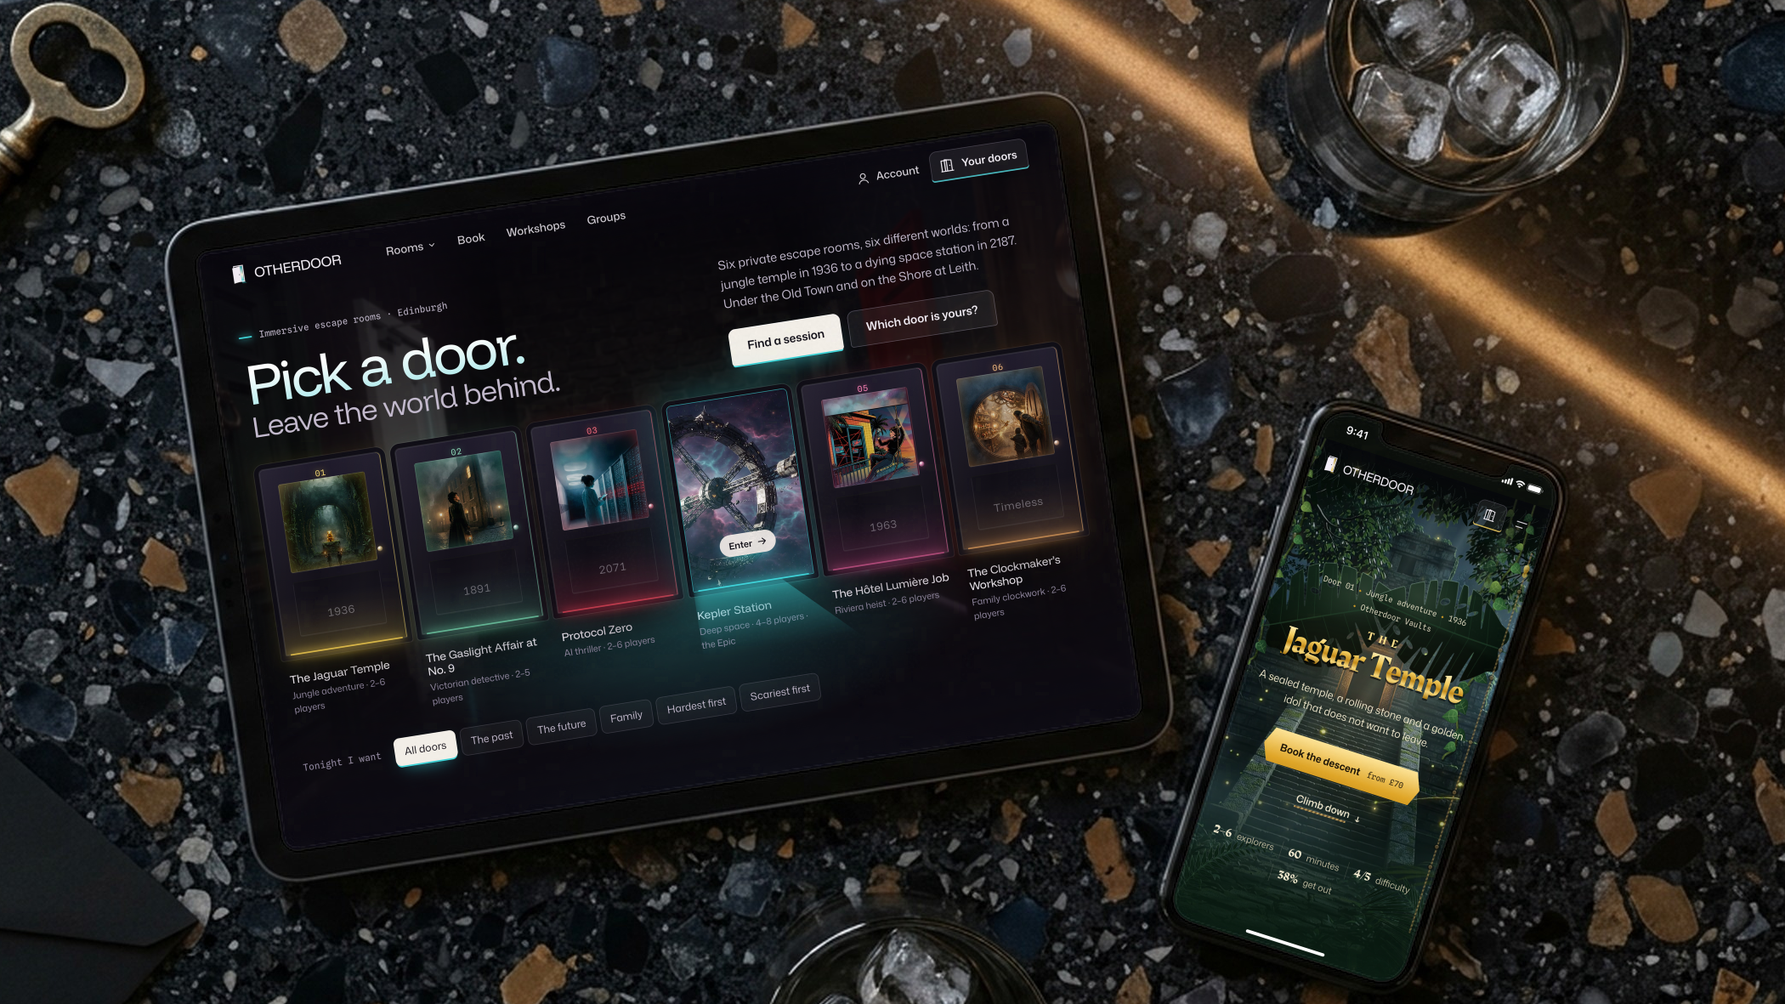 OTHERDOOR
Rooms
Book
Workshops
Groups
Account
Your doors
Immersive escape rooms · Edinburgh
Pick a door.
Leave the world behind.
Six private escape rooms, six different worlds: from a
jungle temple in 1936 to a dying space station in 2187.
Under the Old Town and on the Shore at Leith.
Find a session
Which door is yours?
01
1936
The Jaguar Temple
Jungle adventure · 2-6
players
02
1891
The Gaslight Affair at
No. 9
Victorian detective · 2-5
players
03
2071
Protocol Zero
AI thriller · 2-6 players
Enter →
Kepler Station
Deep space · 4-8 players ·
the Epic
05
1963
The Hôtel Lumière Job
Riviera heist · 2-6 players
06
Timeless
The Clockmaker's
Workshop
Family clockwork · 2-6
players
Tonight I want
All doors
The past
The future
Family
Hardest first
Scariest first
9:41
OTHERDOOR
Door 01 · Jungle adventure · 1936
· Otherdoor Vaults
THE
Jaguar Temple
A sealed temple, a rolling stone and a golden
idol that does not want to leave.
Book the descent from £70
Climb down ↓
2-6 explorers
60 minutes
4/5 difficulty
38% get out